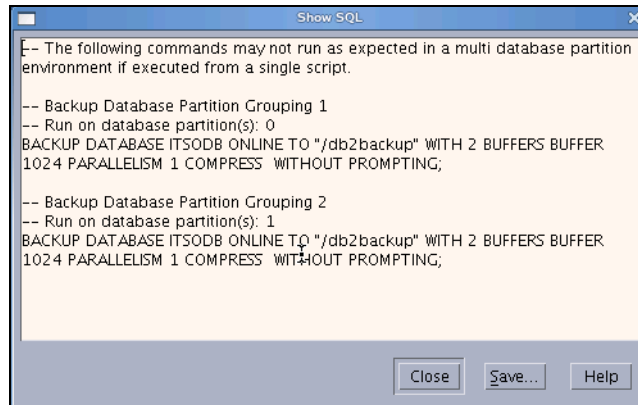 Show SQL
-- The following commands may not run as expected in a multi database partition
environment if executed from a single script.
-- Backup Database Partition Grouping 1
-- Run on database partition(s): 0
BACKUP DATABASE ITSODB ONLINE TO "/db2backup" WITH 2 BUFFERS BUFFER
1024 PARALLELISM 1 COMPRESS  WITHOUT PROMPTING;
-- Backup Database Partition Grouping 2
-- Run on database partition(s): 1
BACKUP DATABASE ITSODB ONLINE TO "/db2backup" WITH 2 BUFFERS BUFFER
1024 PARALLELISM 1 COMPRESS  WITHOUT PROMPTING;
Close Save... Help